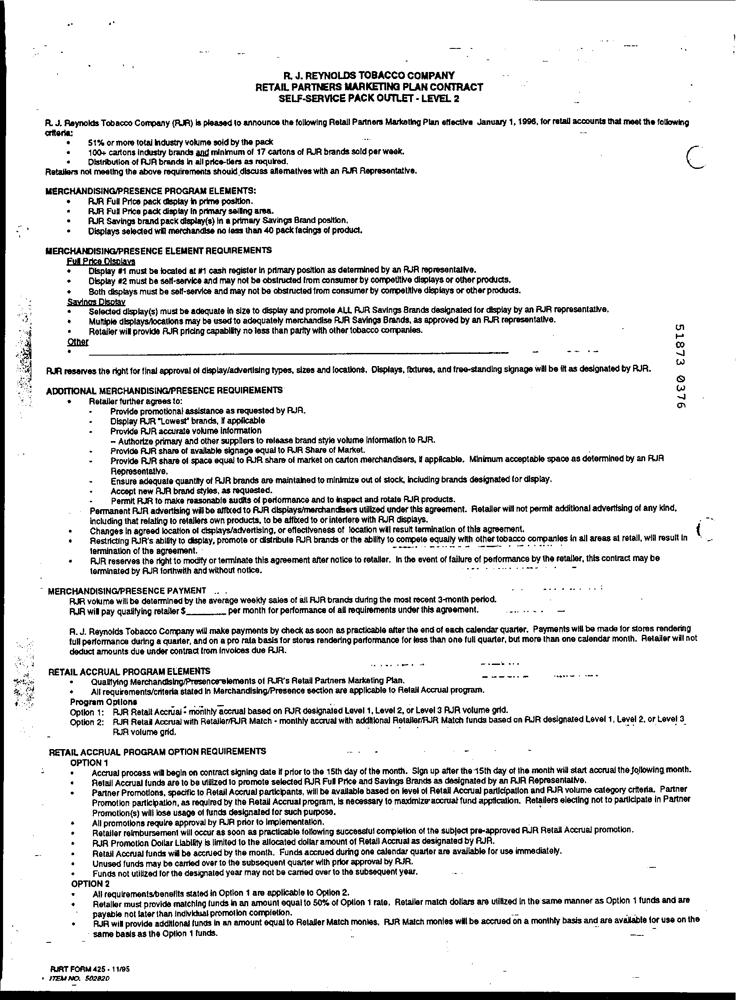 R. J. REYNOLDS TOBACCO COMPANY
RETAIL PARTNERS MARKETING PLAN CONTRACT
SELF-SERVICE PACK OUTLET - LEVEL 2
R. J. Reynolds Tobacco Company (RJR) is pleased to announce the following Retail Partners Marketing Plan effective January 1, 1996, for retail accounts that meet the following
criteria:
• 51% or more total industry volume sold by the pack
• 100+ cartons industry brands and minimum of 17 cartons of RJR brands sold per week.
• Distribution of RJR brands in all price-tiers as required.
Retailers not meeting the above requirements should discuss alternatives with an RJR Representative.
MERCHANDISING/PRESENCE PROGRAM ELEMENTS:
• RJR Full Price pack display in prime position.
• RJR Full Price pack display in primary selling area.
• RJR Savings brand pack display(s) in a primary Savings Brand position.
• Displays selected will merchandise no less than 40 pack facings of product.
MERCHANDISING/PRESENCE ELEMENT REQUIREMENTS
Full Price Displays
• Display #1 must be located at #1 cash register in primary position as determined by an RJR representative.
• Display #2 must be self-service and may not be obstructed from consumer by competitive displays or other products.
• Both displays must be self-service and may not be obstructed from consumer by competitive displays or other products.
Savings Display
• Selected display(s) must be adequate in size to display and promote ALL RJR Savings Brands designated for display by an RJR representative.
• Multiple displays/locations may be used to adequately merchandise RJR Savings Brands, as approved by an RJR representative.
• Retailer will provide RJR pricing capability no less than parity with other tobacco companies.
Other
•
RJR reserves the right for final approval of display/advertising types, sizes and locations. Displays, fixtures, and free-standing signage will be lit as designated by RJR.
ADDITIONAL MERCHANDISING/PRESENCE REQUIREMENTS
• Retailer further agrees to:
- Provide promotional assistance as requested by RJR.
- Display RJR "Lowest" brands, if applicable
- Provide RJR accurate volume information
-- Authorize primary and other suppliers to release brand style volume information to RJR.
- Provide RJR share of available signage equal to RJR Share of Market.
- Provide RJR share of space equal to RJR share of market on carton merchandisers, if applicable. Minimum acceptable space as determined by an RJR
Representative.
- Ensure adequate quantity of RJR brands are maintained to minimize out of stock, including brands designated for display.
- Accept new RJR brand styles, as requested.
- Permit RJR to make reasonable audits of performance and to inspect and rotate RJR products.
Permanent RJR advertising will be affixed to RJR displays/merchandisers utilized under this agreement. Retailer will not permit additional advertising of any kind,
including that relating to retailers own products, to be affixed to or interfere with RJR displays.
• Changes in agreed location of displays/advertising, or effectiveness of location will result termination of this agreement.
• Restricting RJR's ability to display, promote or distribute RJR brands or the ability to compete equally with other tobacco companies in all areas at retail, will result in
termination of the agreement.
• RJR reserves the right to modify or terminate this agreement after notice to retailer. In the event of failure of performance by the retailer, this contract may be
terminated by RJR forthwith and without notice.
MERCHANDISING/PRESENCE PAYMENT
RJR volume will be determined by the average weekly sales of all RJR brands during the most recent 3-month period.
RJR will pay qualifying retailer $________ per month for performance of all requirements under this agreement.
R. J. Reynolds Tobacco Company will make payments by check as soon as practicable after the end of each calendar quarter. Payments will be made for stores rendering
full performance during a quarter, and on a pro rata basis for stores rendering performance for less than one full quarter, but more than one calendar month. Retailer will not
deduct amounts due under contract from invoices due RJR.
RETAIL ACCRUAL PROGRAM ELEMENTS
• Qualifying Merchandising/Presence elements of RJR's Retail Partners Marketing Plan.
• All requirements/criteria stated in Merchandising/Presence section are applicable to Retail Accrual program.
Program Options
Option 1: RJR Retail Accrual - monthly accrual based on RJR designated Level 1, Level 2, or Level 3 RJR volume grid.
Option 2: RJR Retail Accrual with Retailer/RJR Match - monthly accrual with additional Retailer/RJR Match funds based on RJR designated Level 1, Level 2, or Level 3
RJR volume grid.
RETAIL ACCRUAL PROGRAM OPTION REQUIREMENTS
OPTION 1
• Accrual process will begin on contract signing date if prior to the 15th day of the month. Sign up after the 15th day of the month will start accrual the following month.
• Retail Accrual funds are to be utilized to promote selected RJR Full Price and Savings Brands as designated by an RJR Representative.
• Partner Promotions, specific to Retail Accrual participants, will be available based on level of Retail Accrual participation and RJR volume category criteria. Partner
Promotion participation, as required by the Retail Accrual program, is necessary to maximize accrual fund application. Retailers electing not to participate in Partner
Promotion(s) will lose usage of funds designated for such purpose.
• All promotions require approval by RJR prior to implementation.
• Retailer reimbursement will occur as soon as practicable following successful completion of the subject pre-approved RJR Retail Accrual promotion.
• RJR Promotion Dollar Liability is limited to the allocated dollar amount of Retail Accrual as designated by RJR.
• Retail Accrual funds will be accrued by the month. Funds accrued during one calendar quarter are available for use immediately.
• Unused funds may be carried over to the subsequent quarter with prior approval by RJR.
• Funds not utilized for the designated year may not be carried over to the subsequent year.
OPTION 2
• All requirements/benefits stated in Option 1 are applicable to Option 2.
• Retailer must provide matching funds in an amount equal to 50% of Option 1 rate. Retailer match dollars are utilized in the same manner as Option 1 funds and are
payable not later than individual promotion completion.
• RJR will provide additional funds in an amount equal to Retailer Match monies. RJR Match monies will be accrued on a monthly basis and are available for use on the
same basis as the Option 1 funds.
RJRT FORM 425 - 11/95
ITEM NO. 502820
51873 0376